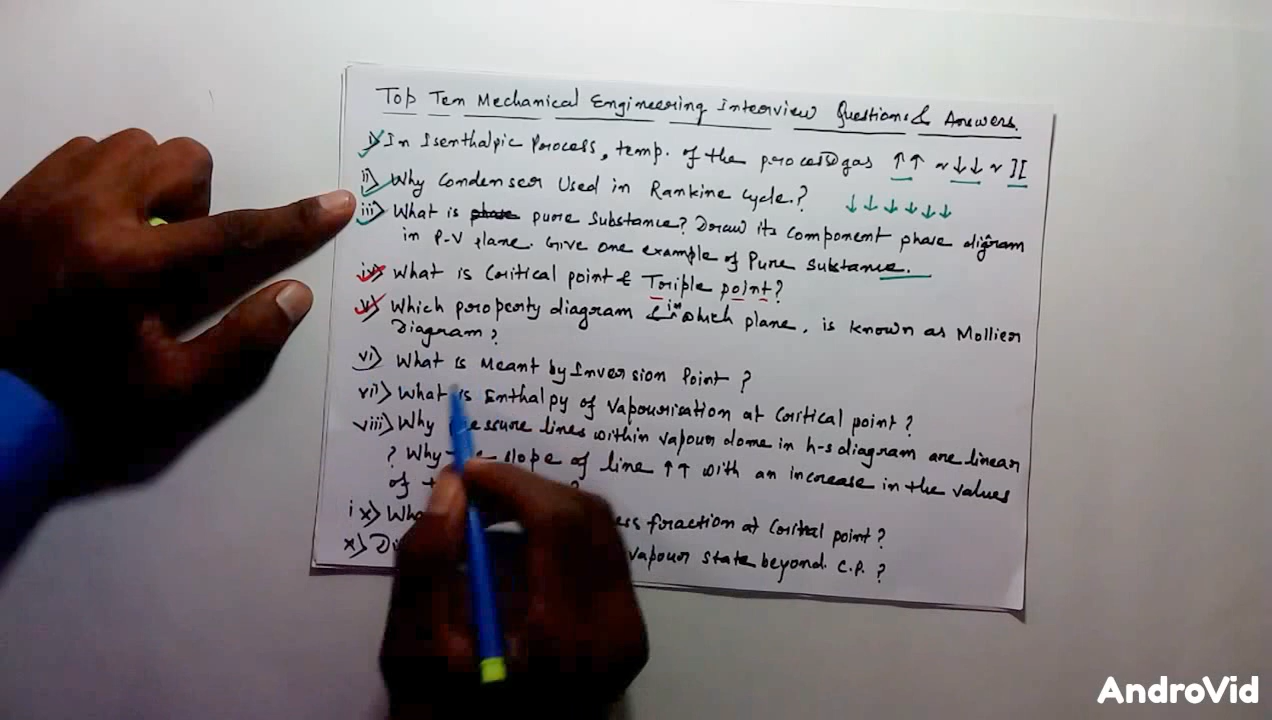 Top Ten Mechanical Engineering Interview Questions & Answers.
i) In Isenthalpic Process, temp. of the process gas ↑↑ ~ ↓↓ ~ ][
ii) Why Condenser Used in Rankine cycle.?
↓↓↓↓↓↓
iii) What is pure substance? Draw its component phase digram
in P-V plane. Give one example of Pure substance.
iv) What is Critical point & Triple point?
v) Which property diagram & in which plane, is known as Mollier
Diagram?
vi) What is Meant by Inversion Point?
vii) What is Enthalpy of vapourisation at Critical point?
viii) Why lines within vapour dome in h-s diagram are linear
? Why slope of line ↑↑ with an increase in the values
of ?
ix) fraction at Critical point?
x) vapour state beyond. C.P.?
AndroVid